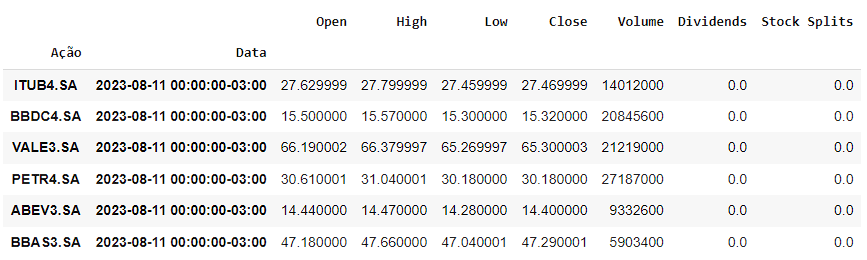 Open High Low Close Volume Dividends Stock Splits
Ação Data
ITUB4.SA 2023-08-11 00:00:00-03:00 27.629999 27.799999 27.459999 27.469999 14012000 0.0 0.0
BBDC4.SA 2023-08-11 00:00:00-03:00 15.500000 15.570000 15.300000 15.320000 20845600 0.0 0.0
VALE3.SA 2023-08-11 00:00:00-03:00 66.190002 66.379997 65.269997 65.300003 21219000 0.0 0.0
PETR4.SA 2023-08-11 00:00:00-03:00 30.610001 31.040001 30.180000 30.180000 27187000 0.0 0.0
ABEV3.SA 2023-08-11 00:00:00-03:00 14.440000 14.470000 14.280000 14.400000 9332600 0.0 0.0
BBAS3.SA 2023-08-11 00:00:00-03:00 47.180000 47.660000 47.040001 47.290001 5903400 0.0 0.0